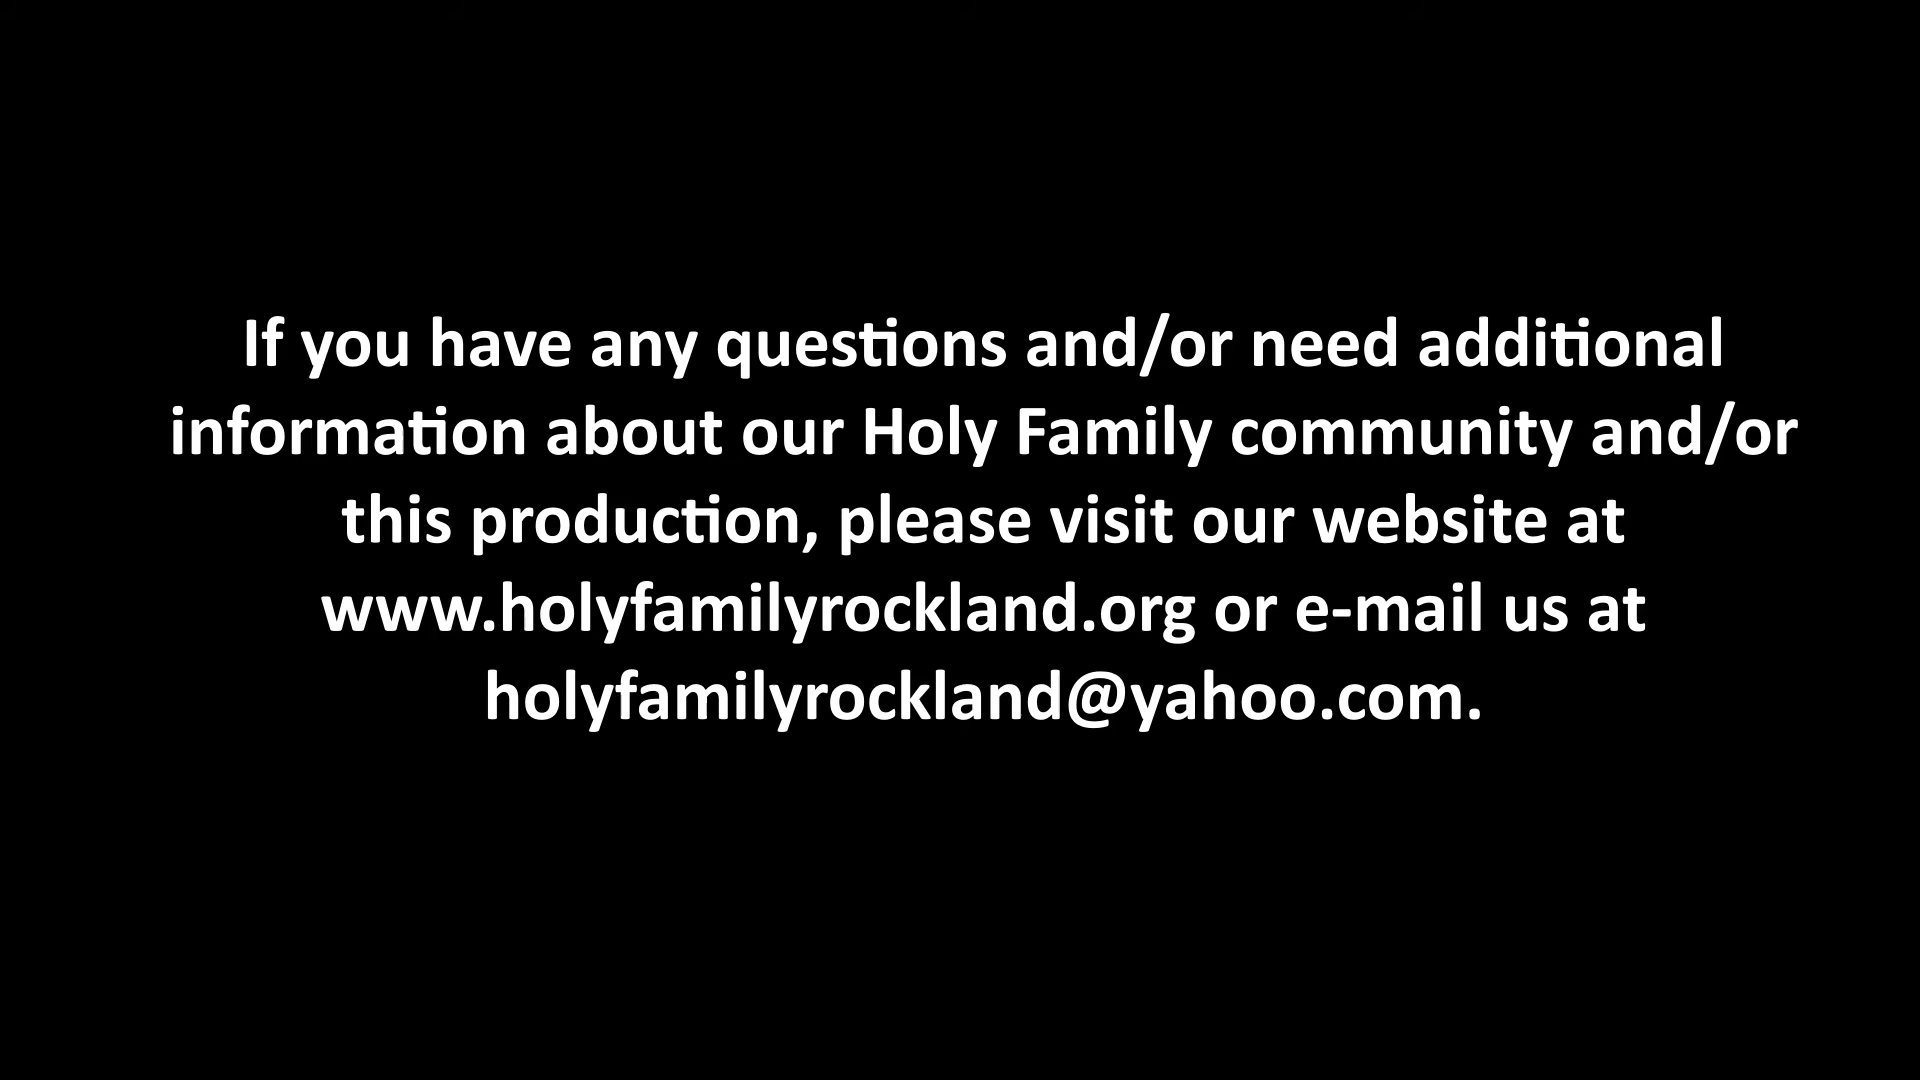 If you have any questions and/or need additional
information about our Holy Family community and/or
this production, please visit our website at
www.holyfamilyrockland.org or e-mail us at
holyfamilyrockland@yahoo.com.